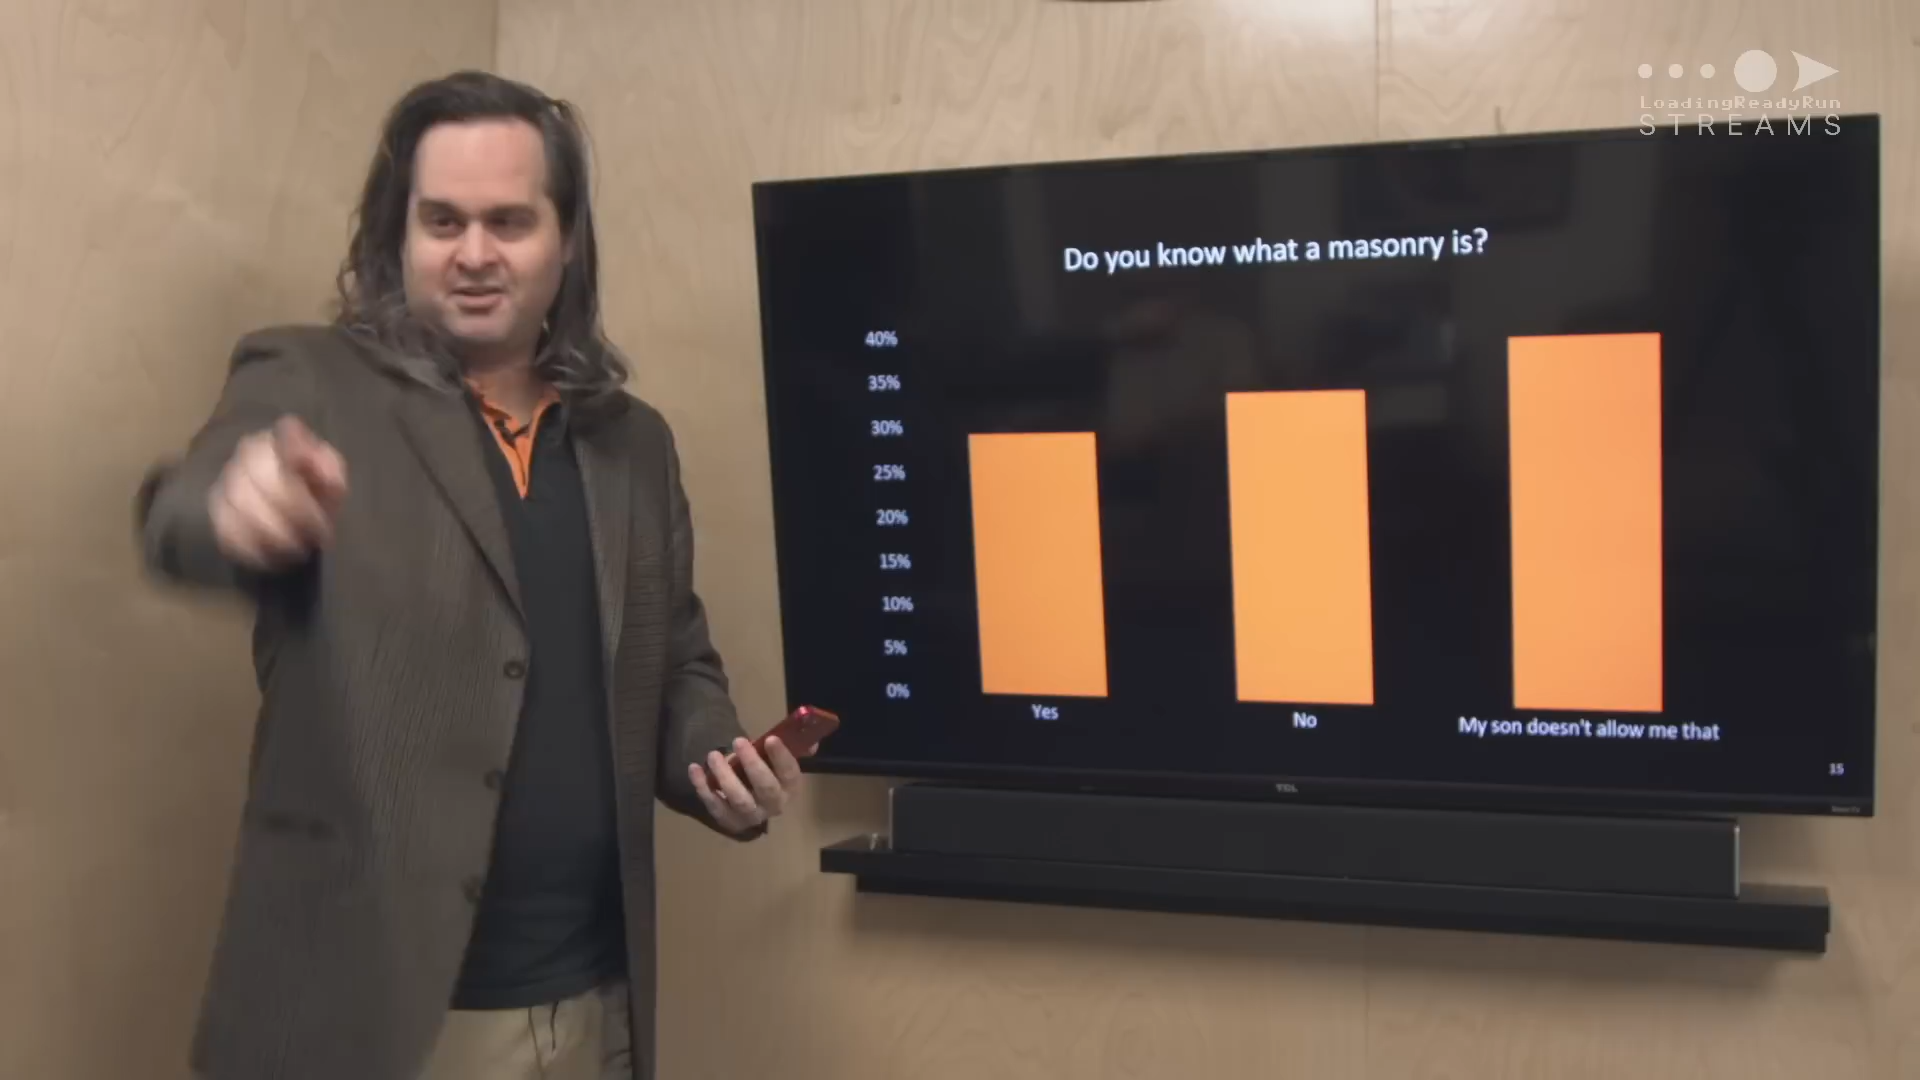 LoadingReadyRun
STREAMS
Do you know what a masonry is?
40%
35%
30%
25%
20%
15%
10%
5%
0%
Yes
No
My son doesn't allow me that
15
TCL